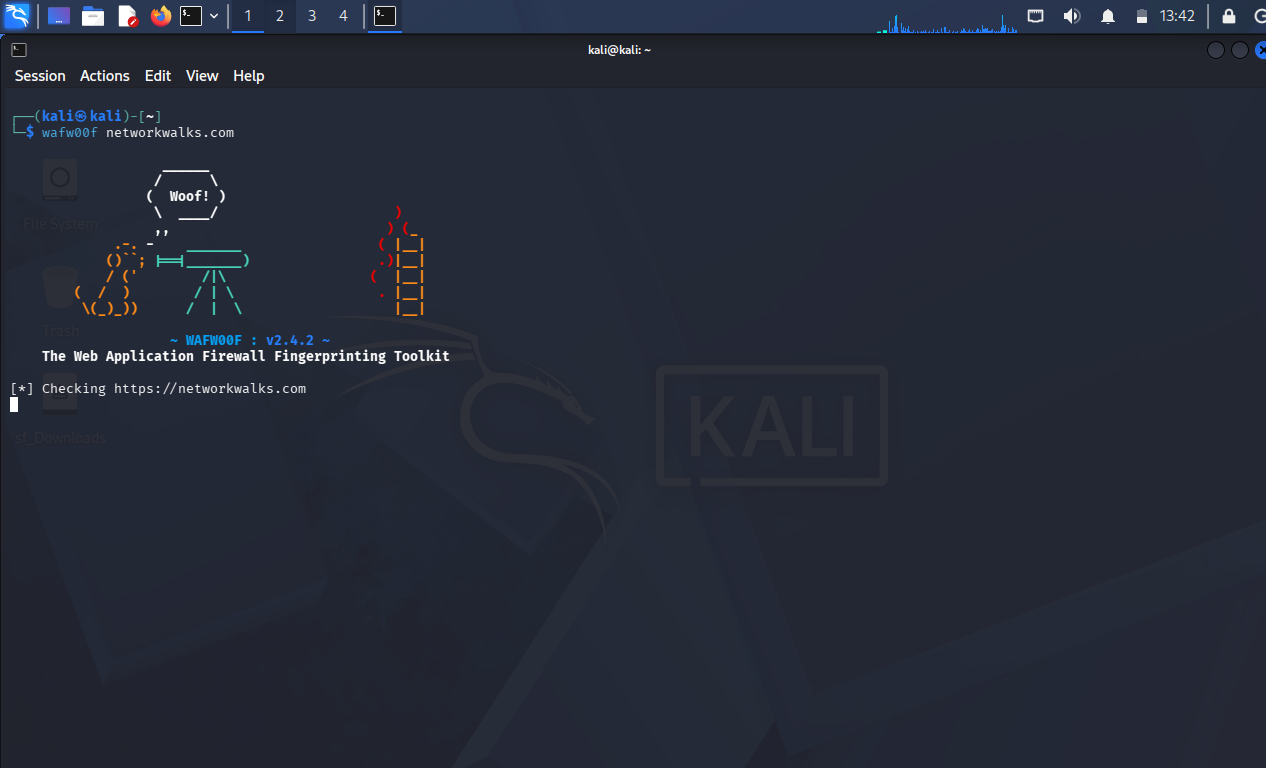 1 2 3 4 13:42
kali@kali: ~
Session Actions Edit View Help
┌──(kali㉿kali)-[~]
└─$ wafw00f networkwalks.com
Woof!
~ WAFW00F : v2.4.2 ~
The Web Application Firewall Fingerprinting Toolkit
[*] Checking https://networkwalks.com
File System
Trash
sf_Downloads
KALI